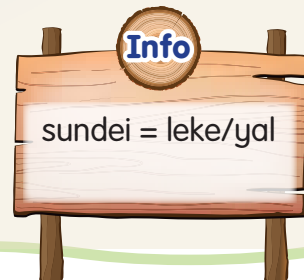 Info
sundei = leke/yal